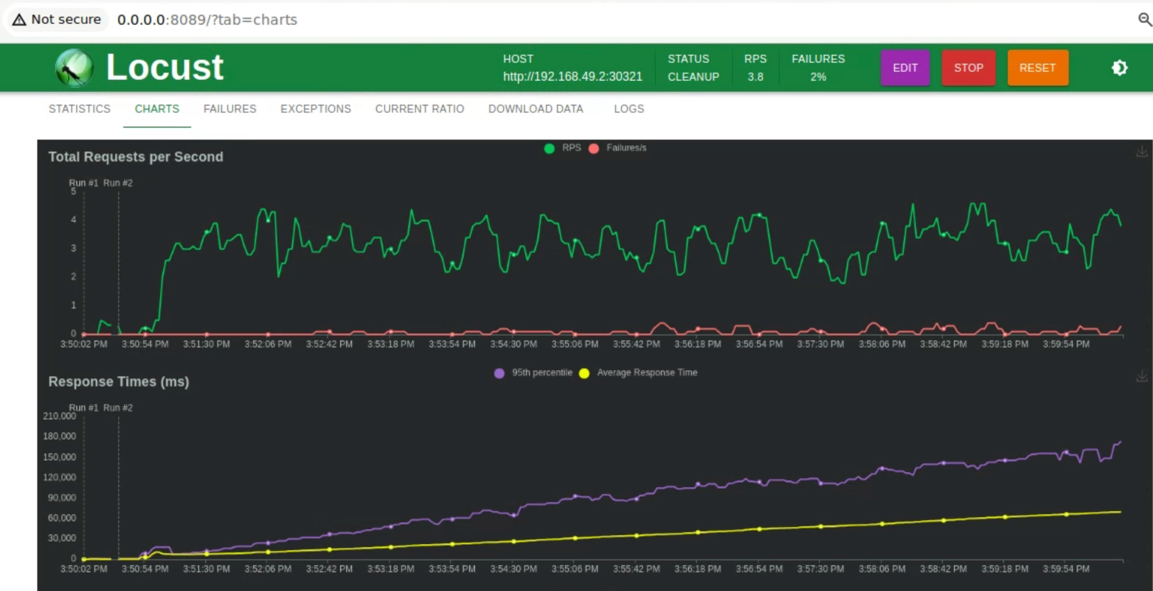 Not secure 0.0.0.0:8089/?tab=charts
Locust
HOST
http://192.168.49.2:30321
STATUS
CLEANUP
RPS
3.8
FAILURES
2%
EDIT
STOP
RESET
STATISTICS CHARTS FAILURES EXCEPTIONS CURRENT RATIO DOWNLOAD DATA LOGS
Total Requests per Second
RPS Failures/s
Run #1 Run #2
5
4
3
2
1
0
3:50:02 PM 3:50:54 PM 3:51:30 PM 3:52:06 PM 3:52:42 PM 3:53:18 PM 3:53:54 PM 3:54:30 PM 3:55:06 PM 3:55:42 PM 3:56:18 PM 3:56:54 PM 3:57:30 PM 3:58:06 PM 3:58:42 PM 3:59:18 PM 3:59:54 PM
Response Times (ms)
95th percentile Average Response Time
Run #1 Run #2
210,000
180,000
150,000
120,000
90,000
60,000
30,000
0
3:50:02 PM 3:50:54 PM 3:51:30 PM 3:52:06 PM 3:52:42 PM 3:53:18 PM 3:53:54 PM 3:54:30 PM 3:55:06 PM 3:55:42 PM 3:56:18 PM 3:56:54 PM 3:57:30 PM 3:58:06 PM 3:58:42 PM 3:59:18 PM 3:59:54 PM